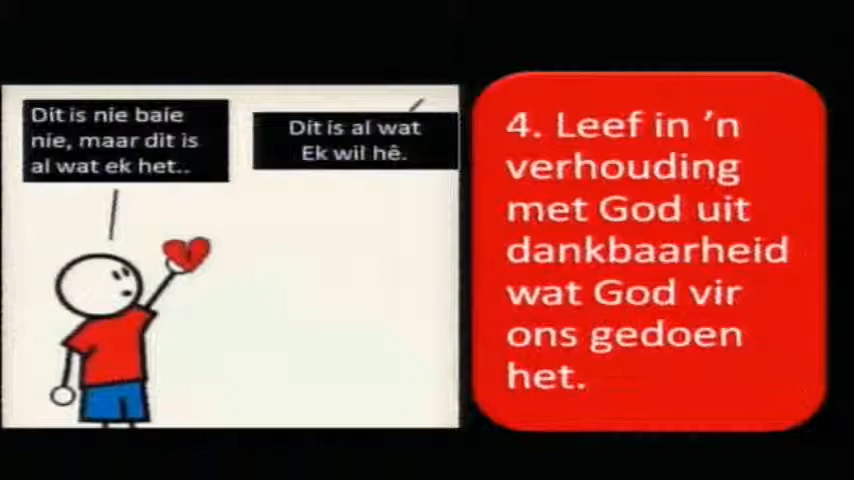 Dit is nie baie
nie, maar dit is
al wat ek het..
Dit is al wat
Ek wil hê.
4. Leef in ’n
verhouding
met God uit
dankbaarheid
wat God vir
ons gedoen
het.